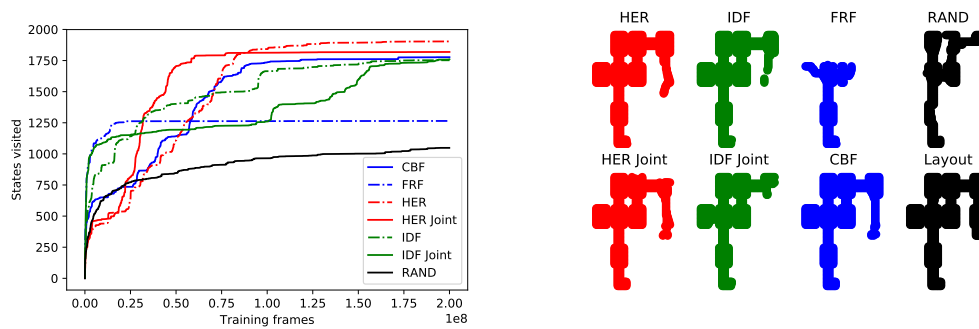 2000
1750
1500
1250
1000
750
500
250
0
States visited
0.00
0.25
0.50
0.75
1.00
1.25
1.50
1.75
2.00
1e8
Training frames
CBF
FRF
HER
HER Joint
IDF
IDF Joint
RAND
HER
IDF
FRF
RAND
HER Joint
IDF Joint
CBF
Layout